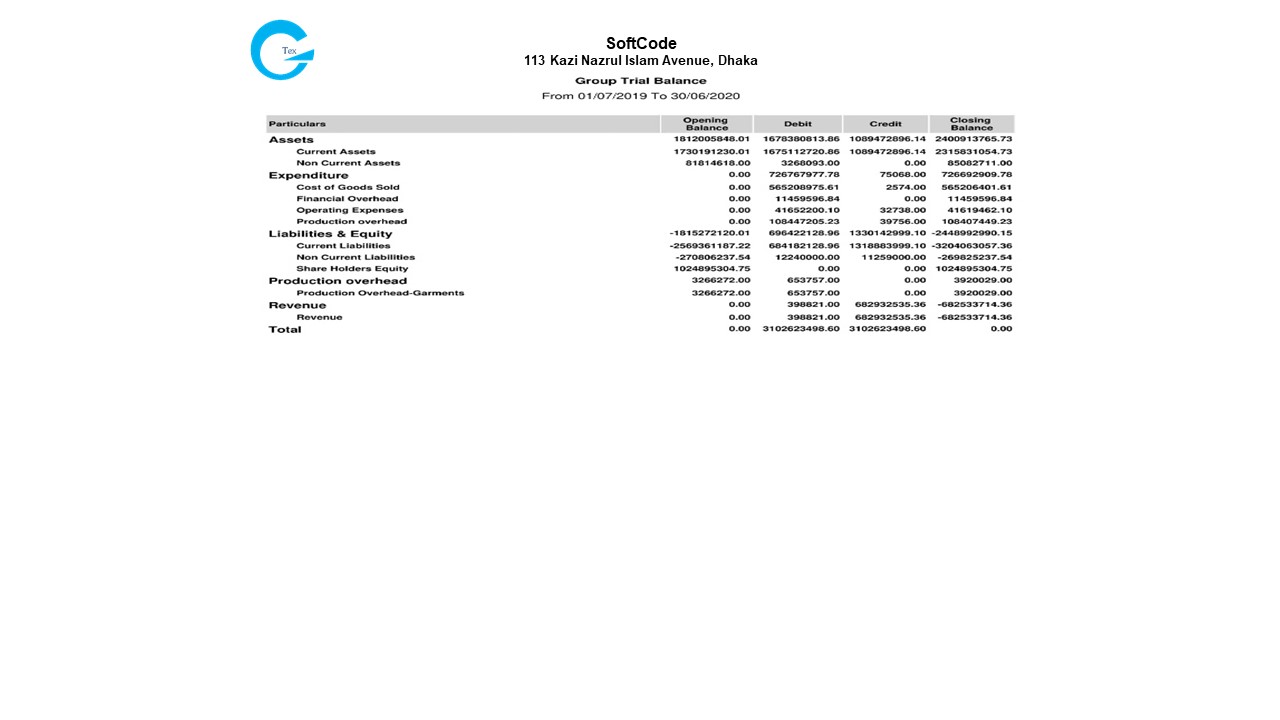 Tex
SoftCode
113 Kazi Nazrul Islam Avenue, Dhaka
Group Trial Balance
From 01/07/2019 To 30/06/2020
Particulars Opening Balance Debit Credit Closing Balance
Assets 1812005848.01 1678380813.86 1089472896.14 2400913765.73
Current Assets 1730191230.01 1675112720.86 1089472896.14 2315831054.73
Non Current Assets 81814618.00 3268093.00 0.00 85082711.00
Expenditure 0.00 726767977.78 75068.00 726692909.78
Cost of Goods Sold 0.00 565208975.61 2574.00 565206401.61
Financial Overhead 0.00 11459596.84 0.00 11459596.84
Operating Expenses 0.00 41652200.10 32738.00 41619462.10
Production overhead 0.00 108447205.23 39756.00 108407449.23
Liabilities & Equity -1815272120.01 696422128.96 1330142999.10 -2448992990.15
Current Liabilities -2569361187.22 684182128.96 1318883999.10 -3204063057.36
Non Current Liabilities -270806237.54 12240000.00 11259000.00 -269825237.54
Share Holders Equity 1024895304.75 0.00 0.00 1024895304.75
Production overhead 3266272.00 653757.00 0.00 3920029.00
Production Overhead-Garments 3266272.00 653757.00 0.00 3920029.00
Revenue 0.00 398821.00 682932535.36 -682533714.36
Revenue 0.00 398821.00 682932535.36 -682533714.36
Total 0.00 3102623498.60 3102623498.60 0.00